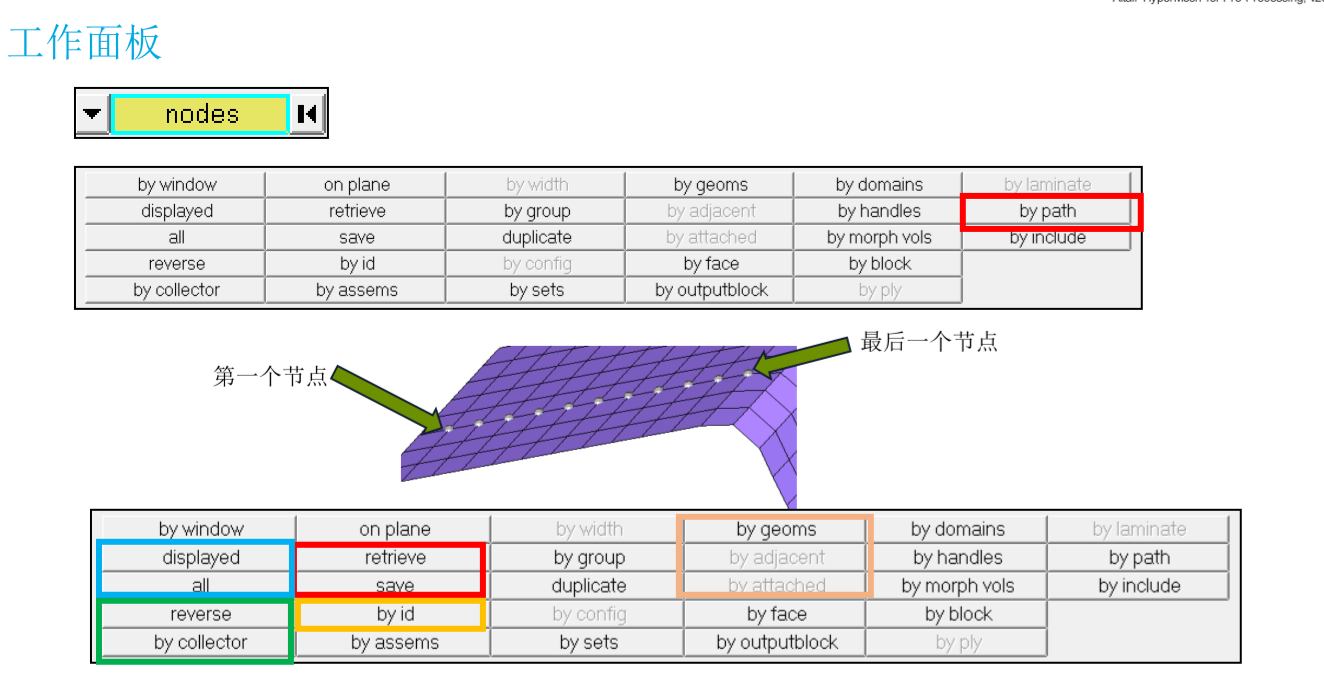 工作面板
nodes
by window on plane by width by geoms by domains by laminate
displayed retrieve by group by adjacent by handles by path
all save duplicate by attached by morph vols by include
reverse by id by config by face by block
by collector by assems by sets by outputblock by ply
最后一个节点
第一个节点
by window on plane by width by geoms by domains by laminate
displayed retrieve by group by adjacent by handles by path
all save duplicate by attached by morph vols by include
reverse by id by config by face by block
by collector by assems by sets by outputblock by ply